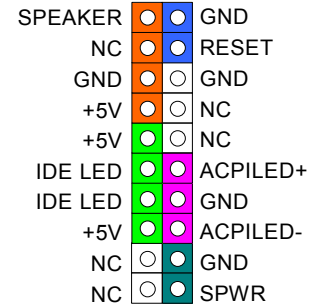 SPEAKER GND
NC RESET
GND GND
+5V NC
+5V NC
IDE LED ACPILED+
IDE LED GND
+5V ACPILED-
NC GND
NC SPWR